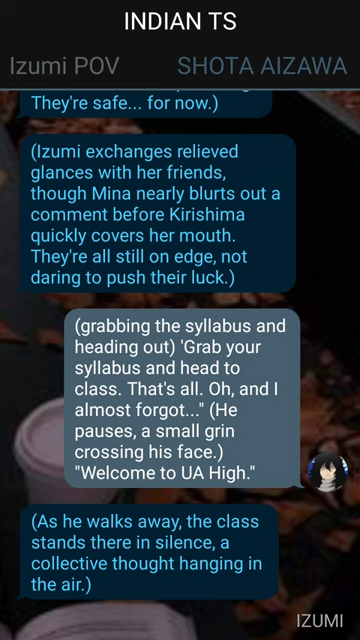 INDIAN TS
Izumi POV
SHOTA AIZAWA
They're safe... for now.)
(Izumi exchanges relieved
glances with her friends,
though Mina nearly blurts out a
comment before Kirishima
quickly covers her mouth.
They're all still on edge, not
daring to push their luck.)
(grabbing the syllabus and
heading out) 'Grab your
syllabus and head to
class. That's all. Oh, and I
almost forgot..." (He
pauses, a small grin
crossing his face.)
"Welcome to UA High."
(As he walks away, the class
stands there in silence, a
collective thought hanging in
the air.)
IZUMI